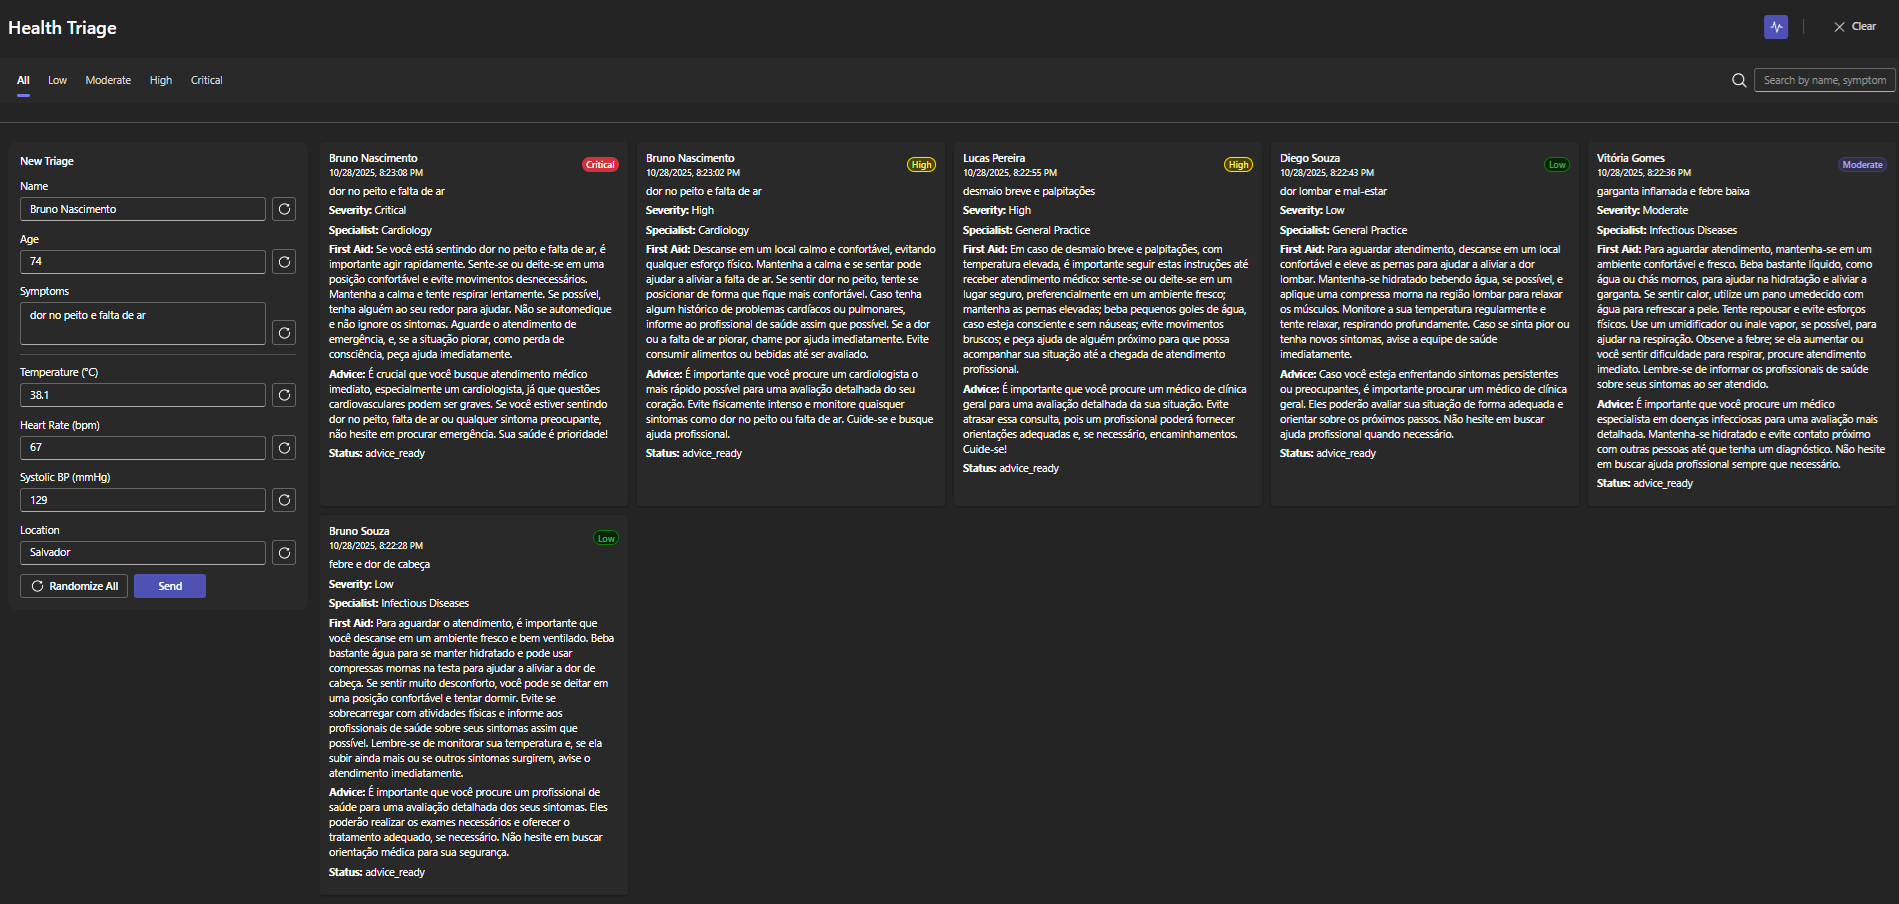 Health Triage
Clear
All
Low
Moderate
High
Critical
Search by name, symptom
New Triage
Name
Bruno Nascimento
Age
74
Symptoms
dor no peito e falta de ar
Temperature (°C)
38.1
Heart Rate (bpm)
67
Systolic BP (mmHg)
129
Location
Salvador
Randomize All
Send
Bruno Nascimento
Critical
10/28/2025, 8:23:08 PM
dor no peito e falta de ar
Severity: Critical
Specialist: Cardiology
First Aid: Se você está sentindo dor no peito e falta de ar, é
importante agir rapidamente. Sente-se ou deite-se em uma
posição confortável e evite movimentos desnecessários.
Mantenha a calma e tente respirar lentamente. Se possível,
tenha alguém ao seu redor para ajudar. Não se automedique
e não ignore os sintomas. Aguarde o atendimento de
emergência, e, se a situação piorar, como perda de
consciência, peça ajuda imediatamente.
Advice: É crucial que você busque atendimento médico
imediato, especialmente um cardiologista, já que questões
cardiovasculares podem ser graves. Se você estiver sentindo
dor no peito, falta de ar ou qualquer sintoma preocupante,
não hesite em procurar emergência. Sua saúde é prioridade!
Status: advice_ready
Bruno Nascimento
High
10/28/2025, 8:23:02 PM
dor no peito e falta de ar
Severity: High
Specialist: Cardiology
First Aid: Descanse em um local calmo e confortável, evitando
qualquer esforço físico. Mantenha a calma e se sentar pode
ajudar a aliviar a falta de ar. Se sentir dor no peito, tente se
posicionar de forma que fique mais confortável. Caso tenha
algum histórico de problemas cardíacos ou pulmonares,
informe ao profissional de saúde assim que possível. Se a dor
ou a falta de ar piorar, chame por ajuda imediatamente. Evite
consumir alimentos ou bebidas até ser avaliado.
Advice: É importante que você procure um cardiologista o
mais rápido possível para uma avaliação detalhada do seu
coração. Evite fisicamente intenso e monitore quaisquer
sintomas como dor no peito ou falta de ar. Cuide-se e busque
ajuda profissional.
Status: advice_ready
Lucas Pereira
High
10/28/2025, 8:22:55 PM
desmaio breve e palpitações
Severity: High
Specialist: General Practice
First Aid: Em caso de desmaio breve e palpitações, com
temperatura elevada, é importante seguir estas instruções até
receber atendimento médico: sente-se ou deite-se em um
lugar seguro, preferencialmente em um ambiente fresco;
mantenha as pernas elevadas; beba pequenos goles de água,
caso esteja consciente e sem náuseas; evite movimentos
bruscos; e peça ajuda de alguém próximo para que possa
acompanhar sua situação até a chegada de atendimento
profissional.
Advice: É importante que você procure um médico de clínica
geral para uma avaliação detalhada da sua situação. Evite
atrasar essa consulta, pois um profissional poderá fornecer
orientações adequadas e, se necessário, encaminhamentos.
Cuide-se!
Status: advice_ready
Diego Souza
Low
10/28/2025, 8:22:43 PM
dor lombar e mal-estar
Severity: Low
Specialist: General Practice
First Aid: Para aguardar atendimento, descanse em um local
confortável e eleve as pernas para ajudar a aliviar a dor
lombar. Mantenha-se hidratado bebendo água, se possível, e
aplique uma compressa morna na região lombar para relaxar
os músculos. Monitore a sua temperatura regularmente e
tente relaxar, respirando profundamente. Caso se sinta pior ou
tenha novos sintomas, avise a equipe de saúde
imediatamente.
Advice: Caso você esteja enfrentando sintomas persistentes
ou preocupantes, é importante procurar um médico de clínica
geral. Eles poderão avaliar sua situação de forma adequada e
orientar sobre os próximos passos. Não hesite em buscar
ajuda profissional quando necessário.
Status: advice_ready
Vitória Gomes
Moderate
10/28/2025, 8:22:36 PM
garganta inflamada e febre baixa
Severity: Moderate
Specialist: Infectious Diseases
First Aid: Para aguardar atendimento, mantenha-se em um
ambiente confortável e fresco. Beba bastante líquido, como
água ou chás mornos, para ajudar na hidratação e aliviar a
garganta. Se sentir calor, utilize um pano umedecido com
água para refrescar a pele. Tente repousar e evite esforços
físicos. Use um umidificador ou inale vapor, se possível, para
ajudar na respiração. Observe a febre; se ela aumentar ou
você sentir dificuldade para respirar, procure atendimento
imediato. Lembre-se de informar os profissionais de saúde
sobre seus sintomas ao ser atendido.
Advice: É importante que você procure um médico
especialista em doenças infecciosas para uma avaliação mais
detalhada. Mantenha-se hidratado e evite contato próximo
com outras pessoas até que tenha um diagnóstico. Não hesite
em buscar ajuda profissional sempre que necessário.
Status: advice_ready
Bruno Souza
Low
10/28/2025, 8:22:28 PM
febre e dor de cabeça
Severity: Low
Specialist: Infectious Diseases
First Aid: Para aguardar o atendimento, é importante que
você descanse em um ambiente fresco e bem ventilado. Beba
bastante água para se manter hidratado e pode usar
compressas mornas na testa para ajudar a aliviar a dor de
cabeça. Se sentir muito desconforto, você pode se deitar em
uma posição confortável e tentar dormir. Evite se
sobrecarregar com atividades físicas e informe aos
profissionais de saúde sobre seus sintomas assim que
possível. Lembre-se de monitorar sua temperatura e, se ela
subir ainda mais ou se outros sintomas surgirem, avise o
atendimento imediatamente.
Advice: É importante que você procure um profissional de
saúde para uma avaliação detalhada dos seus sintomas. Eles
poderão realizar os exames necessários e oferecer o
tratamento adequado, se necessário. Não hesite em buscar
orientação médica para sua segurança.
Status: advice_ready